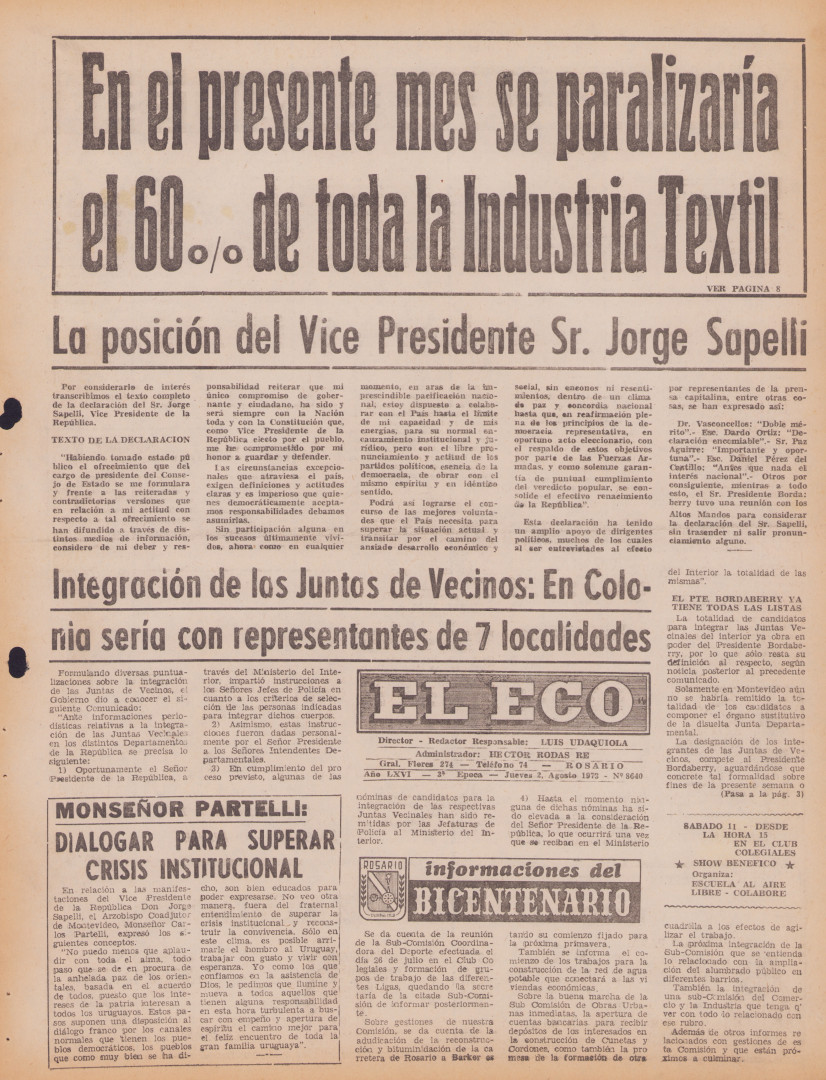 En el presente mes se paralizaría
el 60% de toda la Industria Textil
VER PAGINA 8
La posición del Vice Presidente Sr. Jorge Sapelli
Por considerarlo de interés
transcribimos el texto completo
de la declaración del Sr. Jorge
Sapelli, Vice Presidente de la
República.
TEXTO DE LA DECLARACION
"Habiendo tomado estado pú
blico el ofrecimiento que del
cargo de presidente del Conse-
jo de Estado se me formulara
y frente a las reiteradas y
contradictorias versiones que
en relación a mi actitud con
respecto a tal ofrecimiento se
han difundido a través de dis-
tintos medios de información,
considero de mi deber y res-
ponsabilidad reiterar que mi
único compromiso de gober-
nante y ciudadano, ha sido y
será siempre con la Nación
toda y con la Constitución que,
como Vice Presidente de la
República electo por el pueblo,
me he comprometido por mi
honor a guardar y defender.
Las circunstancias excepcio-
nales que atraviesa el país,
exigen definiciones y actitudes
claras y es imperioso que quie-
nes democráticamente acepta-
mos responsabilidades debamos
asumirlas.
Sin participación alguna en
los sucesos últimamente vivi-
dos, ahora como en cualquier
momento, en aras de la im-
prescindible pacificación nacio-
nal, estoy dispuesto a colabo-
rar con el País hasta el límite
de mi capacidad y de mis
energías, para su normal en-
cauzamiento institucional y ju-
rídico, pero son el libre pro-
nunciamiento y actitud de los
partidos políticos, esencia de la
democracia, de obrar con el
mismo espíritu y en idéntico
sentido.
Podrá así lograrse el con-
curso de las mejores volunta-
des que el País necesita para
superar la situación actual y
transitar por el camino del
ansiado desarrollo económico y
social, sin enconos ni resenti-
mientos, dentro de un clima
de paz y concordia nacional
hasta que, en reafirmación ple-
na de los principios de la de-
mocracia representativa, en
oportuno acto eleccionario, con
el respaldo de estos objetivos
por parte de las Fuerzas Ar-
madas, y como solemne garan-
tía de puntual cumplimiento
del veredicto popular, se con-
solide el efectivo renacimiento
de la República".
Esta declaración ha tenido
un amplio apoyo de dirigentes
políticos, muchos de los cuales
al ser entrevistados al efecto
por representantes de la pren-
sa capitalina, entre otras co-
sas, se han expresado así:
Dr. Vasconcellos: "Doble mé-
rito".- Esc. Dardo Ortiz: "De-
claración encomiable".- Sr. Paz
Aguirre: "Importante y opor-
tuna".- Esc. Daniel Pérez del
Castillo: "Antes que nada el
interés nacional".- Otros por
consiguiente, mientras a todo
esto, el Sr. Presidente Borda:
berry tuvo una reunión con los
Altos Mandos para considerar
la declaración del Sr. Sapelli,
sin trasender ni salir pronun-
ciamiento alguno.
Integración de las Juntas de Vecinos: En Colo-
nia sería con representantes de 7 localidades
Formulando diversas puntua-
lizaciones sobre la integración
de las Juntas de Vecinos, el
Gobierno dio a conocer el si-
guiente Comunicado:
"Ante informaciones perio-
dísticas relativas a la integra-
ción de las Juntas Vecinales
en los distintos Departamentos
de la República se precisa lo
siguiente:
1) Oportunamente el Señor
Presidente de la República, a
través del Ministerio del Inte-
rior, impartió instrucciones a
los Señores Jefes de Policía en
cuanto a los criterios de selec-
ción de las personas indicadas
para integrar dichos cuerpos.
2) Asimismo, estas instruc-
ciones fueron dadas personal-
mente por el Señor Presidente
a los Señores Intendentes De-
partamentales.
3) En cumplimiento del pro
ceso previsto, algunas de las
EL ECO
Director - Redactor Responsable: LUIS UDAQUIOLA
Administrador: HECTOR RODAS RE
Gral. Flores 274 — Teléfono 74 — ROSARIO
Año LXVI — 3ª Epoca — Jueves 2, Agosto 1973 - Nº 8640
nóminas de candidatos para la
integración de las respectivas
Juntas Vecinales han sido re-
mitidas por las Jefaturas de
Policía al Ministerio del In-
terior.
4) Hasta el momento nin-
guna de dichas nóminas ha si-
do elevada a la consideración
del Señor Presidente de la Re-
pública, lo que ocurrirá una vez
que se reciban en el Ministerio
del Interior la totalidad de las
mismas".
EL PTE. BORDABERRY YA
TIENE TODAS LAS LISTAS
La totalidad de candidatos
para integrar las Juntas Ve-
cinales del interior ya obra en
poder del Presidente Bordabe-
rry, por lo que sólo resta su
definición al respecto, según
noticia posterior al precedente
comunicado.
Solamente en Montevideo aún
no se habría remitido la to-
talidad de los candidatos a
componer el órgano sustitutivo
de la disuelta Junta Departa-
mental.
La designación de los inte-
grantes de las Juntas de Ve-
cinos, compete al Presidente
Bordaberry, aguardándose que
concrete tal formalidad sobre
fines de la presente semana o
(Pasa a la pág. 3)
MONSEÑOR PARTELLI:
DIALOGAR PARA SUPERAR
CRISIS INSTITUCIONAL
En relación a las manifes-
taciones del Vice Presidente
de la República Don Jorge
Sapelli, el Arzobispo Coadjutor
de Montevideo, Monseñor Car-
los Partelli, expresó los si-
guientes conceptos.
"No puedo menos que aplau-
dir con toda el alma, todo
paso que se de en procura de
la anhelada paz de los orien-
tales, basada en el acuerdo
de todos, puesto que los inte-
reses de la patria interesan a
todos los uruguayos. Estos pa-
sos suponen una disposición al
diálogo franco por los canales
normales que tienen los pue-
blos democráticos, los pueblos
que como muy bien se ha di-
cho, son bien educados para
poder expresarse. No veo otra
manera, fuera del fraternal
entendimiento de superar la
crisis institucional y recons-
truir la convivencia. Sólo en
este clima, es posible arri-
marle el hombro al Uruguay,
trabajar con gusto y vivir con
esperanza. Yo como los que
confiamos en la asistencia de
Dios, le pedimos que ilumine y
mueva a todos aquellos que
tienen alguna responsabilidad
en esta hora turbulenta a bus-
car con empeño y apertura de
espíritu el camino mejor para
el feliz encuentro de toda la
gran familia uruguaya".
ROSARIO
informaciones del
BICENTENARIO
Se da cuenta de la reunión
de la Sub-Comisión Coordina-
dora del Deporte efectuada el
día 26 de julio en el Club Co
legiales y formación de gru-
pos de trabajo de las diferen-
tes Ligas, quedando la secre
taría de la citada Sub-Comi-
sión de informar posteriormen-
te.
Sobre gestiones de nuestra
Comisión, se da cuenta de la
adjudicación de la reconstruc-
ción y bituminización de la ca
rretera de Rosario a Barker es
tando su comienzo fijado para
la próxima primavera.
También se informa el co-
mienzo de los trabajos para la
construcción de la red de agua
potable que conectará a las vi
viendas económicas.
Sobre la buena marcha de la
Sub Comisión de Obras Urba-
nas inmediatas, la apertura de
cuentas bancarias para recibir
depósitos de los interesados en
la construcción de Cunetas y
Cordones, como también la pro
mesa de la formación de otra
SABADO 11 - DESDE
LA HORA 15
EN EL CLUB
COLEGIALES
★ SHOW BENEFICO ★
Organiza:
ESCUELA AL AIRE
LIBRE - COLABORE
cuadrilla a los efectos de agi-
lizar el trabajo.
La próxima integración de la
Sub-Comisión que se entienda
lo relacionado con la amplia-
ción del alumbrado público en
diferentes barrios.
También la integración de
una sub-Comisión del Comer-
cio y la Industria que tenga q'
ver con todo lo relacionado con
ese rubro.
Además de otros informes re
lacionados con gestiones de es
ta Comisión y que están pró-
ximos a culminar.